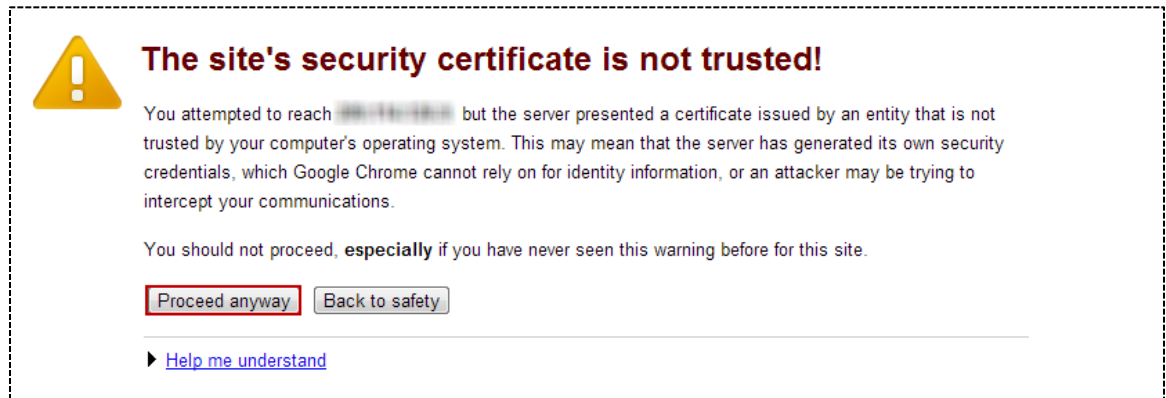 The site's security certificate is not trusted!
You attempted to reach but the server presented a certificate issued by an entity that is not
trusted by your computer's operating system. This may mean that the server has generated its own security
credentials, which Google Chrome cannot rely on for identity information, or an attacker may be trying to
intercept your communications.
You should not proceed, especially if you have never seen this warning before for this site.
Proceed anyway Back to safety
Help me understand